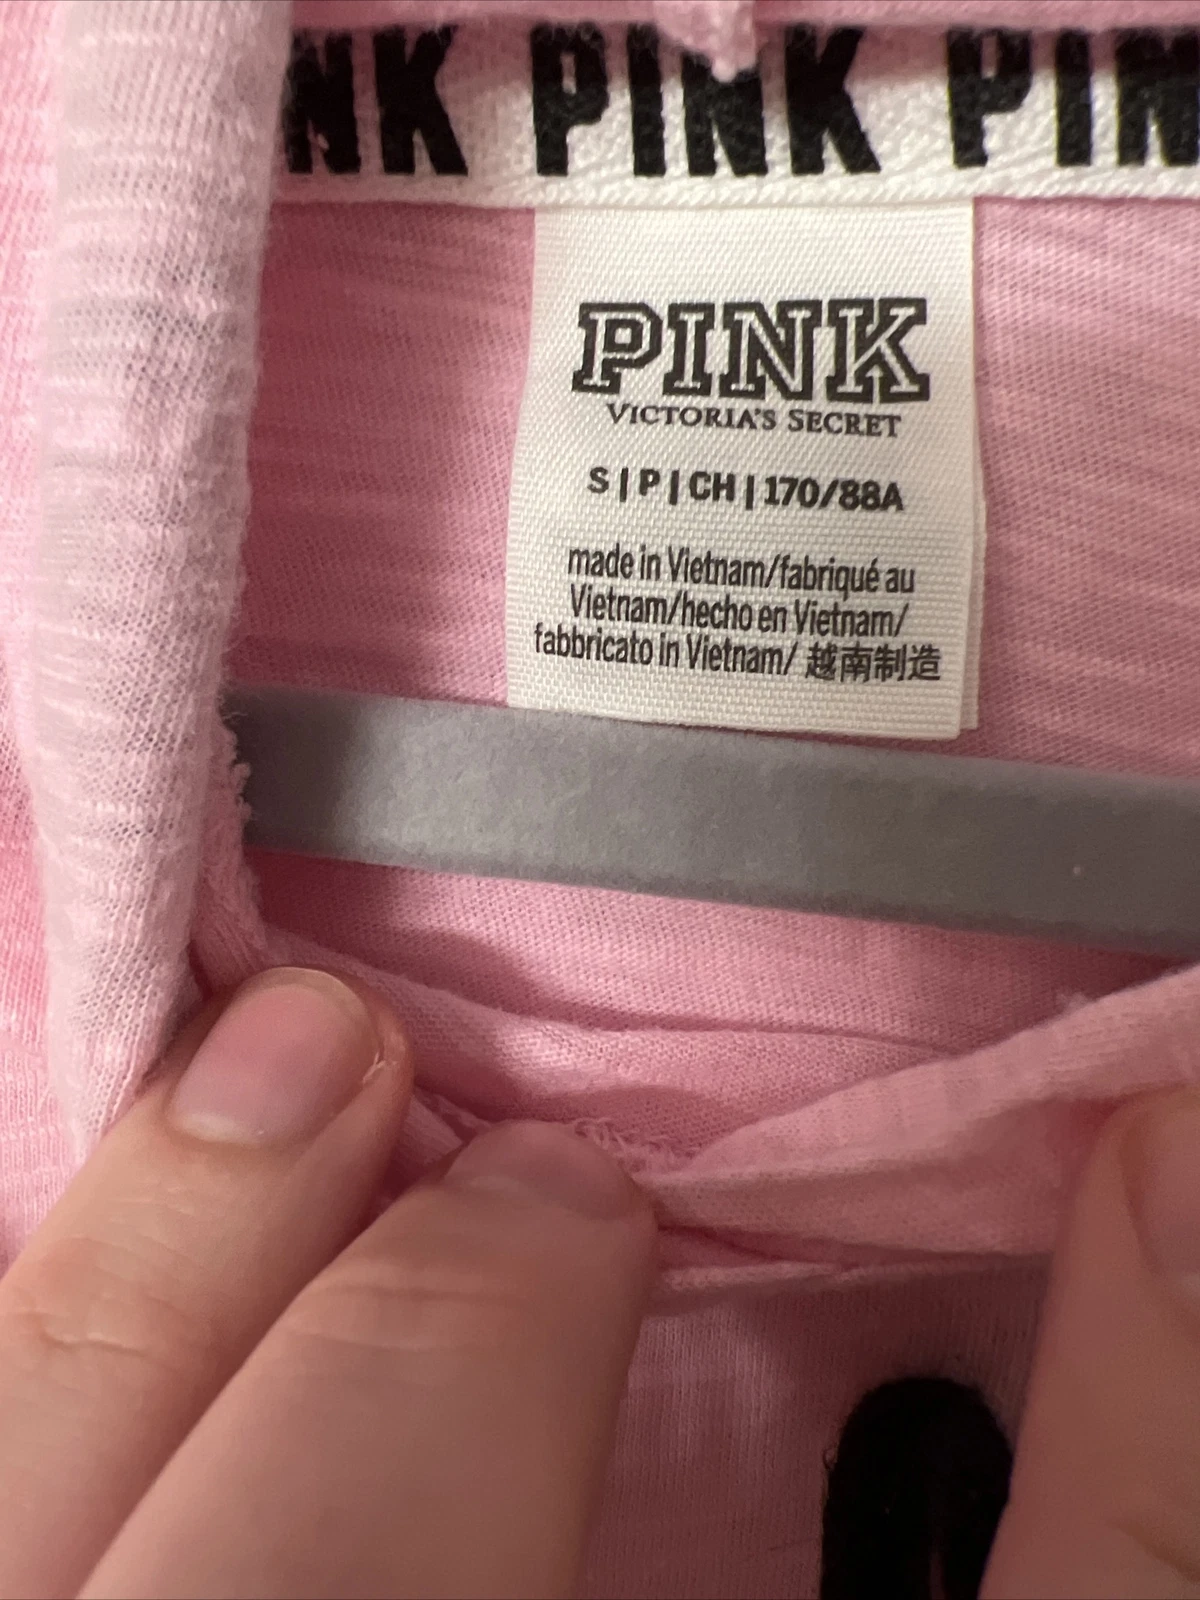 NK PINK PIN
PINK
VICTORIA'S SECRET
S | P | CH | 170/88A
made in Vietnam/fabriqué au
Vietnam/hecho en Vietnam/
fabbricato in Vietnam/ 越南制造